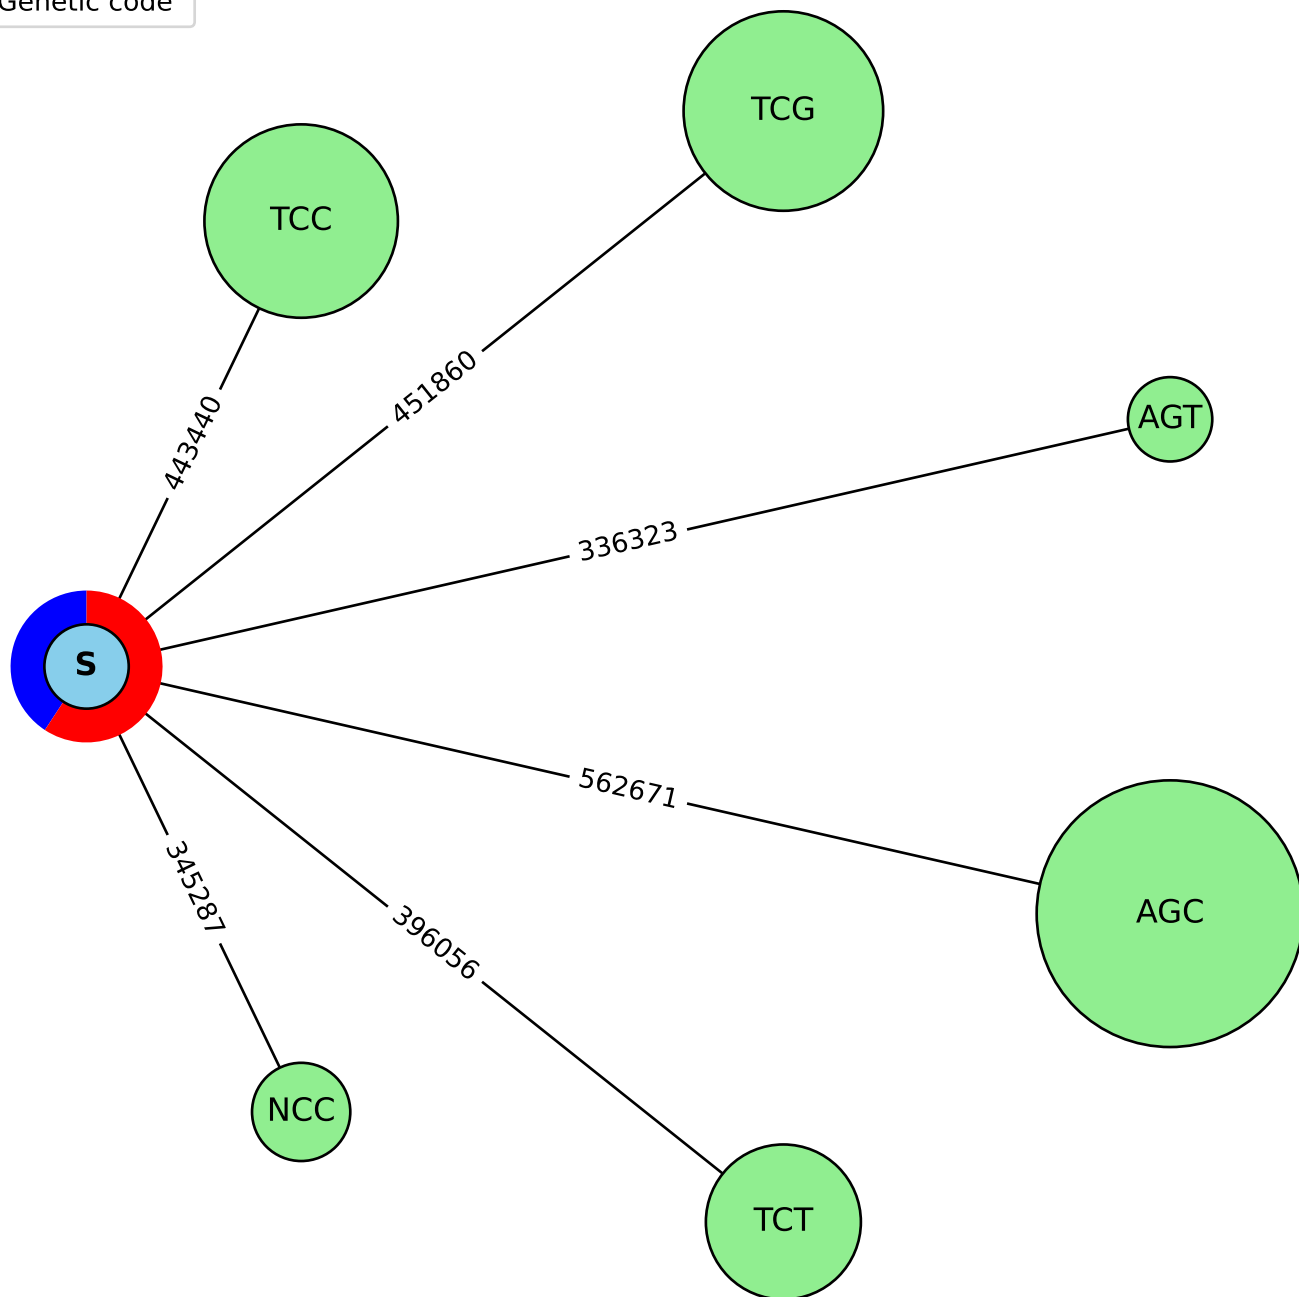 Genetic code
TCG
TCC
451860
443440
AGT
336323
S
562671
AGC
345287
396056
NCC
TCT